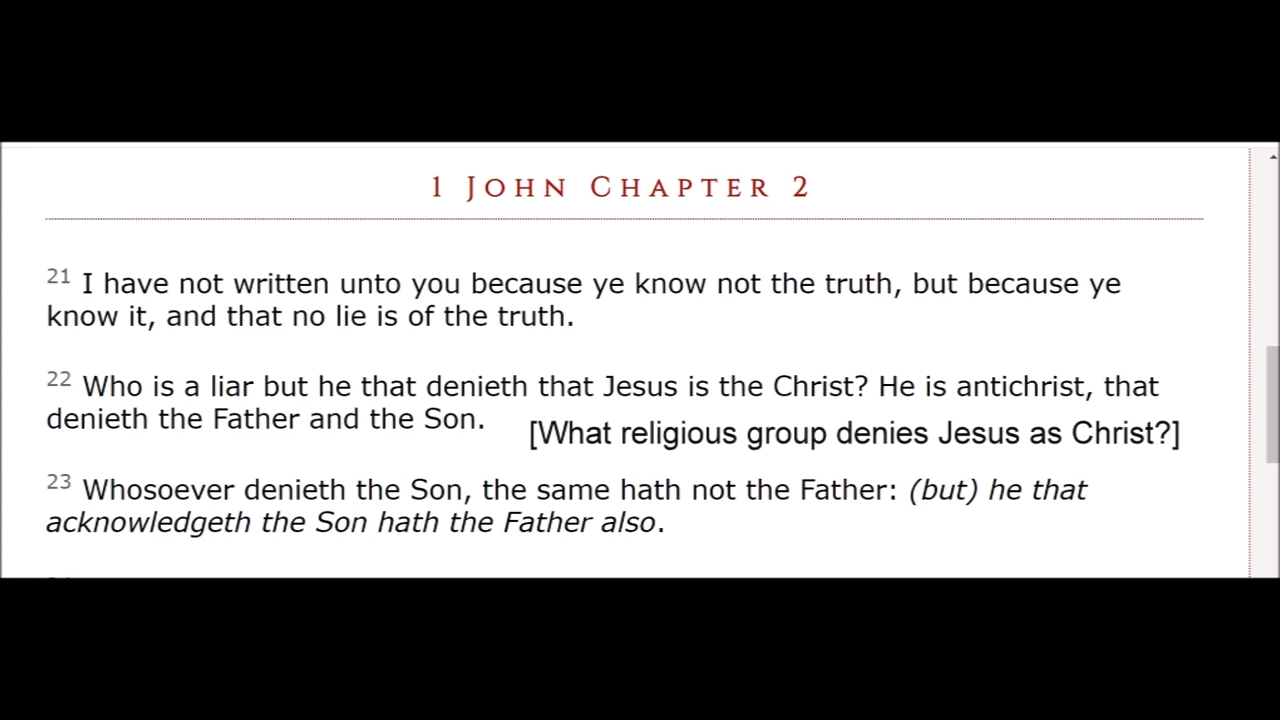 1 John Chapter 2
21 I have not written unto you because ye know not the truth, but because ye
know it, and that no lie is of the truth.
22 Who is a liar but he that denieth that Jesus is the Christ? He is antichrist, that
denieth the Father and the Son.
[What religious group denies Jesus as Christ?]
23 Whosoever denieth the Son, the same hath not the Father: (but) he that
acknowledgeth the Son hath the Father also.